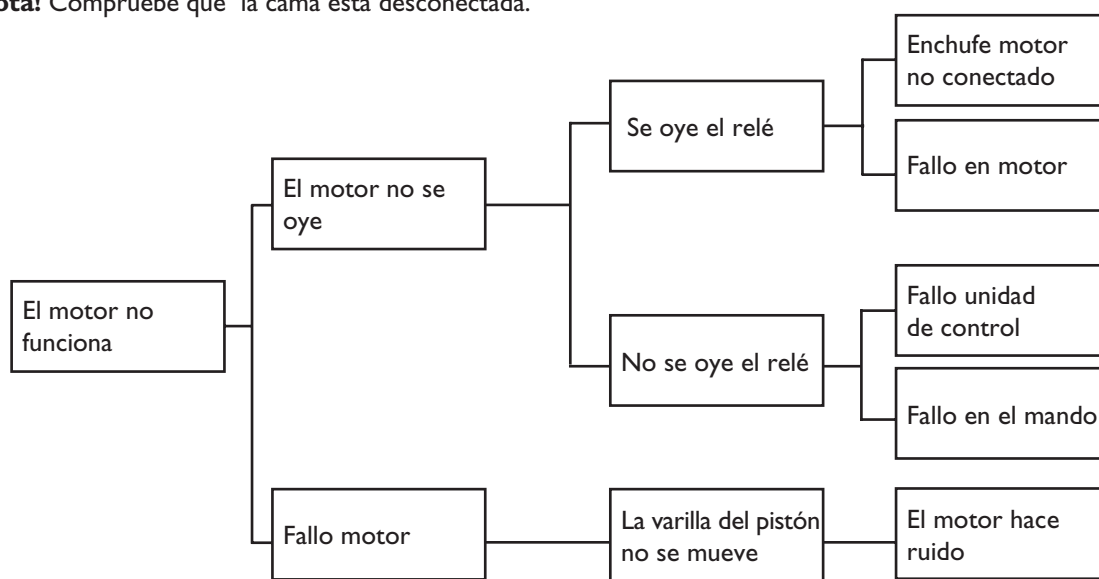 ota! Compruebe que  la cama está desconectada.
Enchufe motor
no conectado
Se oye el relé
Fallo en motor
El motor no se
oye
El motor no
funciona
Fallo unidad
de control
No se oye el relé
Fallo en el mando
Fallo motor
La varilla del pistón
no se mueve
El motor hace
ruido